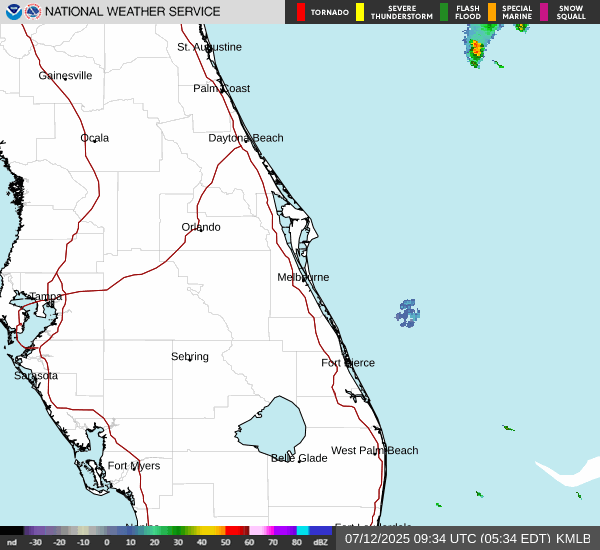 NATIONAL WEATHER SERVICE
TORNADO
SEVERE
THUNDERSTORM
FLASH
FLOOD
SPECIAL
MARINE
SNOW
SQUALL
St. Augustine
Gainesville
Palm Coast
Ocala
Daytona Beach
Orlando
Melbourne
Tampa
Sebring
Fort Pierce
Sarasota
West Palm Beach
Belle Glade
Fort Myers
nd -30 -20 -10 0 10 20 30 40 50 60 70 80 dBZ
07/12/2025 09:34 UTC (05:34 EDT) KMLB